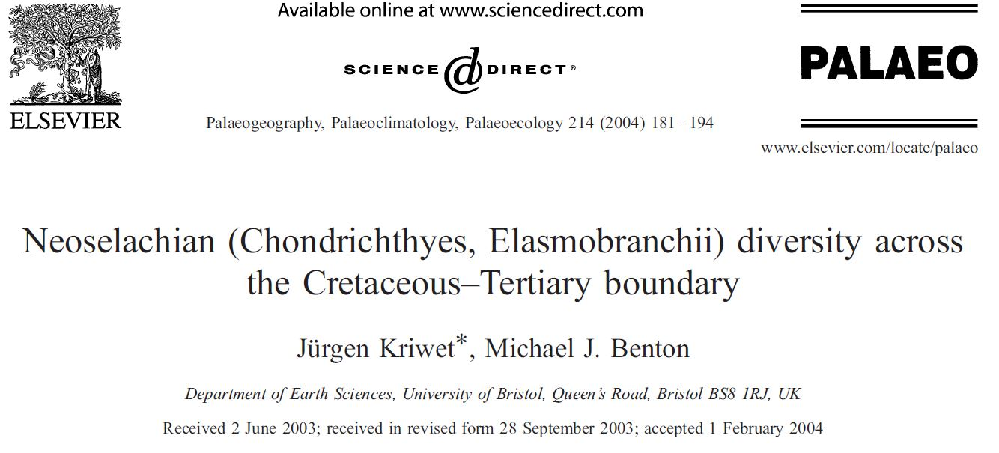 Available online at www.sciencedirect.com
SCIENCE @ DIRECT®
PALAEO
NON SOLUS
ELSEVIER
Palaeogeography, Palaeoclimatology, Palaeoecology 214 (2004) 181–194
www.elsevier.com/locate/palaeo
Neoselachian (Chondrichthyes, Elasmobranchii) diversity across
the Cretaceous–Tertiary boundary
Jürgen Kriwet*, Michael J. Benton
Department of Earth Sciences, University of Bristol, Queen's Road, Bristol BS8 1RJ, UK
Received 2 June 2003; received in revised form 28 September 2003; accepted 1 February 2004